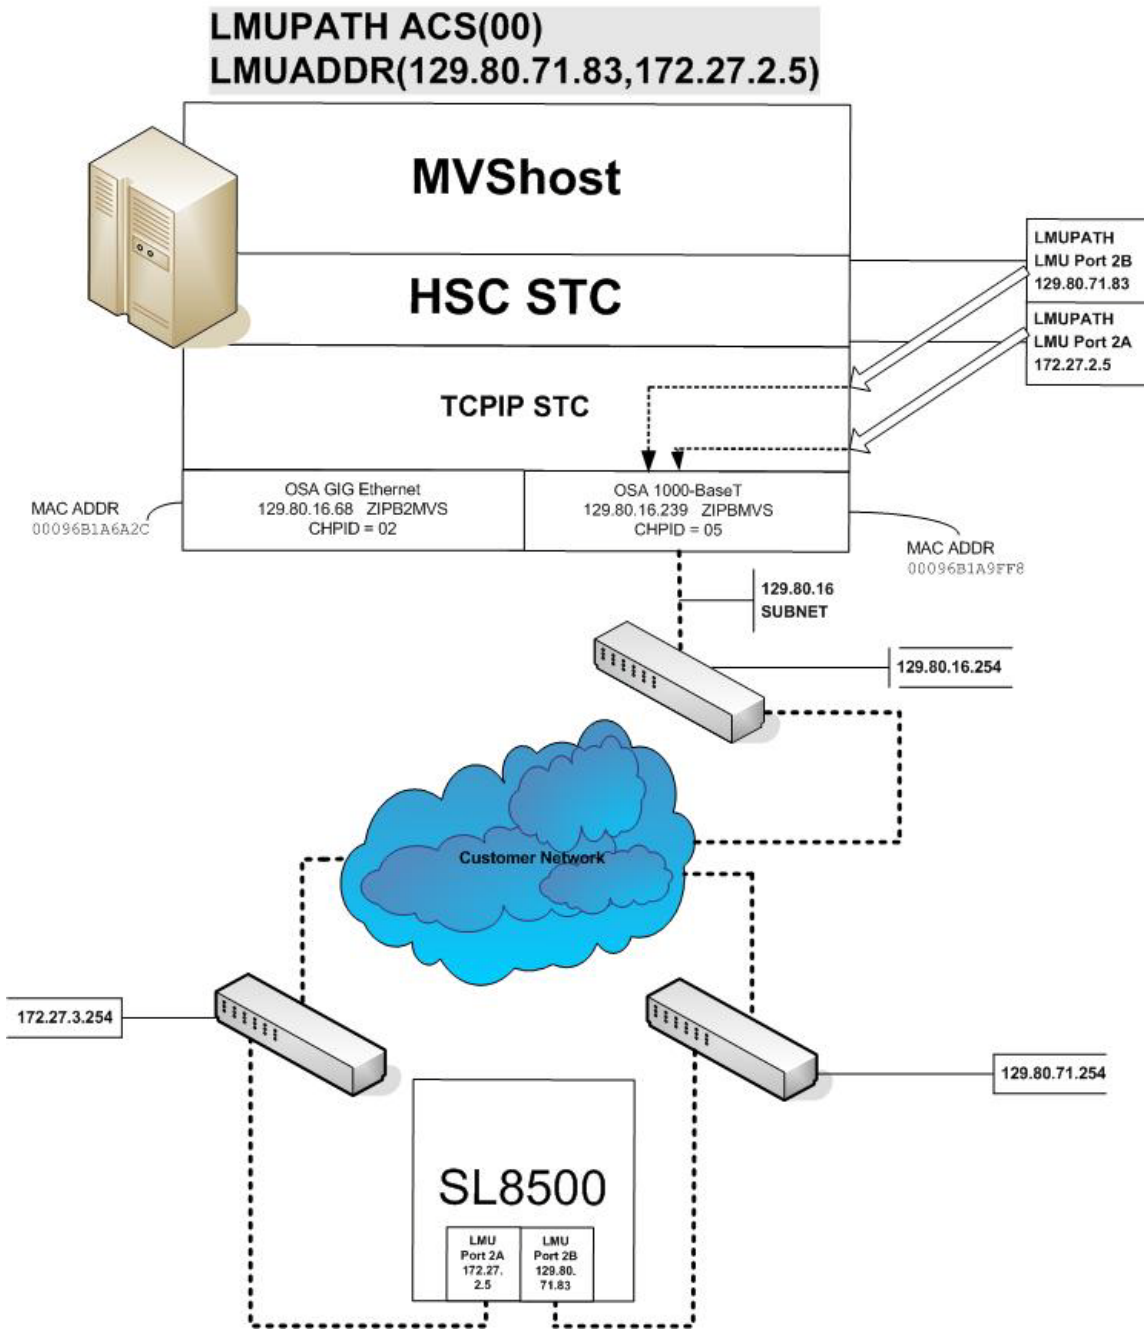 LMUPATH ACS(00)
LMUADDR(129.80.71.83,172.27.2.5)
MVShost
HSC STC
TCPIP STC
LMUPATH
LMU Port 2B
129.80.71.83
LMUPATH
LMU Port 2A
172.27.2.5
MAC ADDR
00096B1A6A2C
OSA GIG Ethernet
129.80.16.68 ZIPB2MVS
CHPID = 02
OSA 1000-BaseT
129.80.16.239 ZIPBMVS
CHPID = 05
MAC ADDR
00096B1A9FF8
129.80.16
SUBNET
129.80.16.254
Customer Network
172.27.3.254
129.80.71.254
SL8500
LMU
Port 2A
172.27.
2.5
LMU
Port 2B
129.80.
71.83